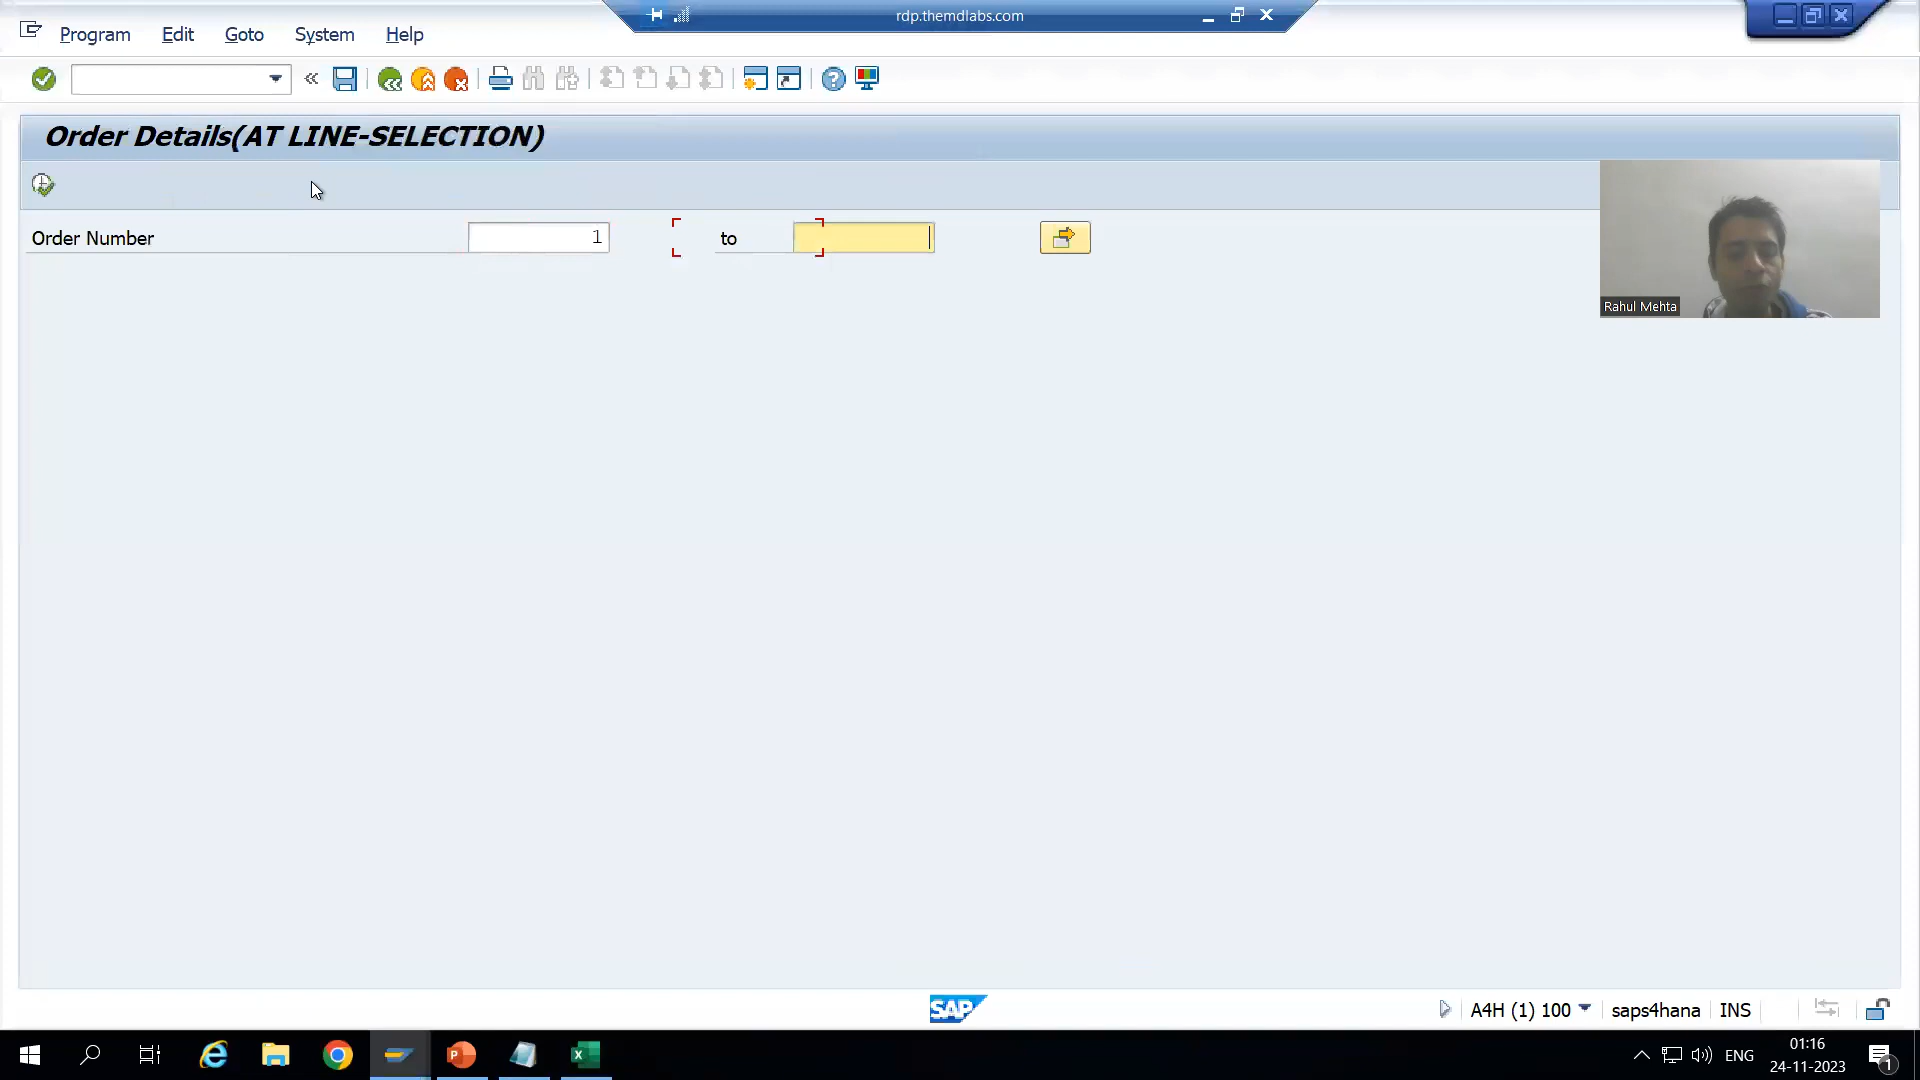 rdp.themdlabs.com
Program Edit Goto System Help
Order Details(AT LINE-SELECTION)
Order Number 1 to
Rahul Mehta
SAP
A4H (1) 100 saps4hana INS
ENG
01:16
24-11-2023
1